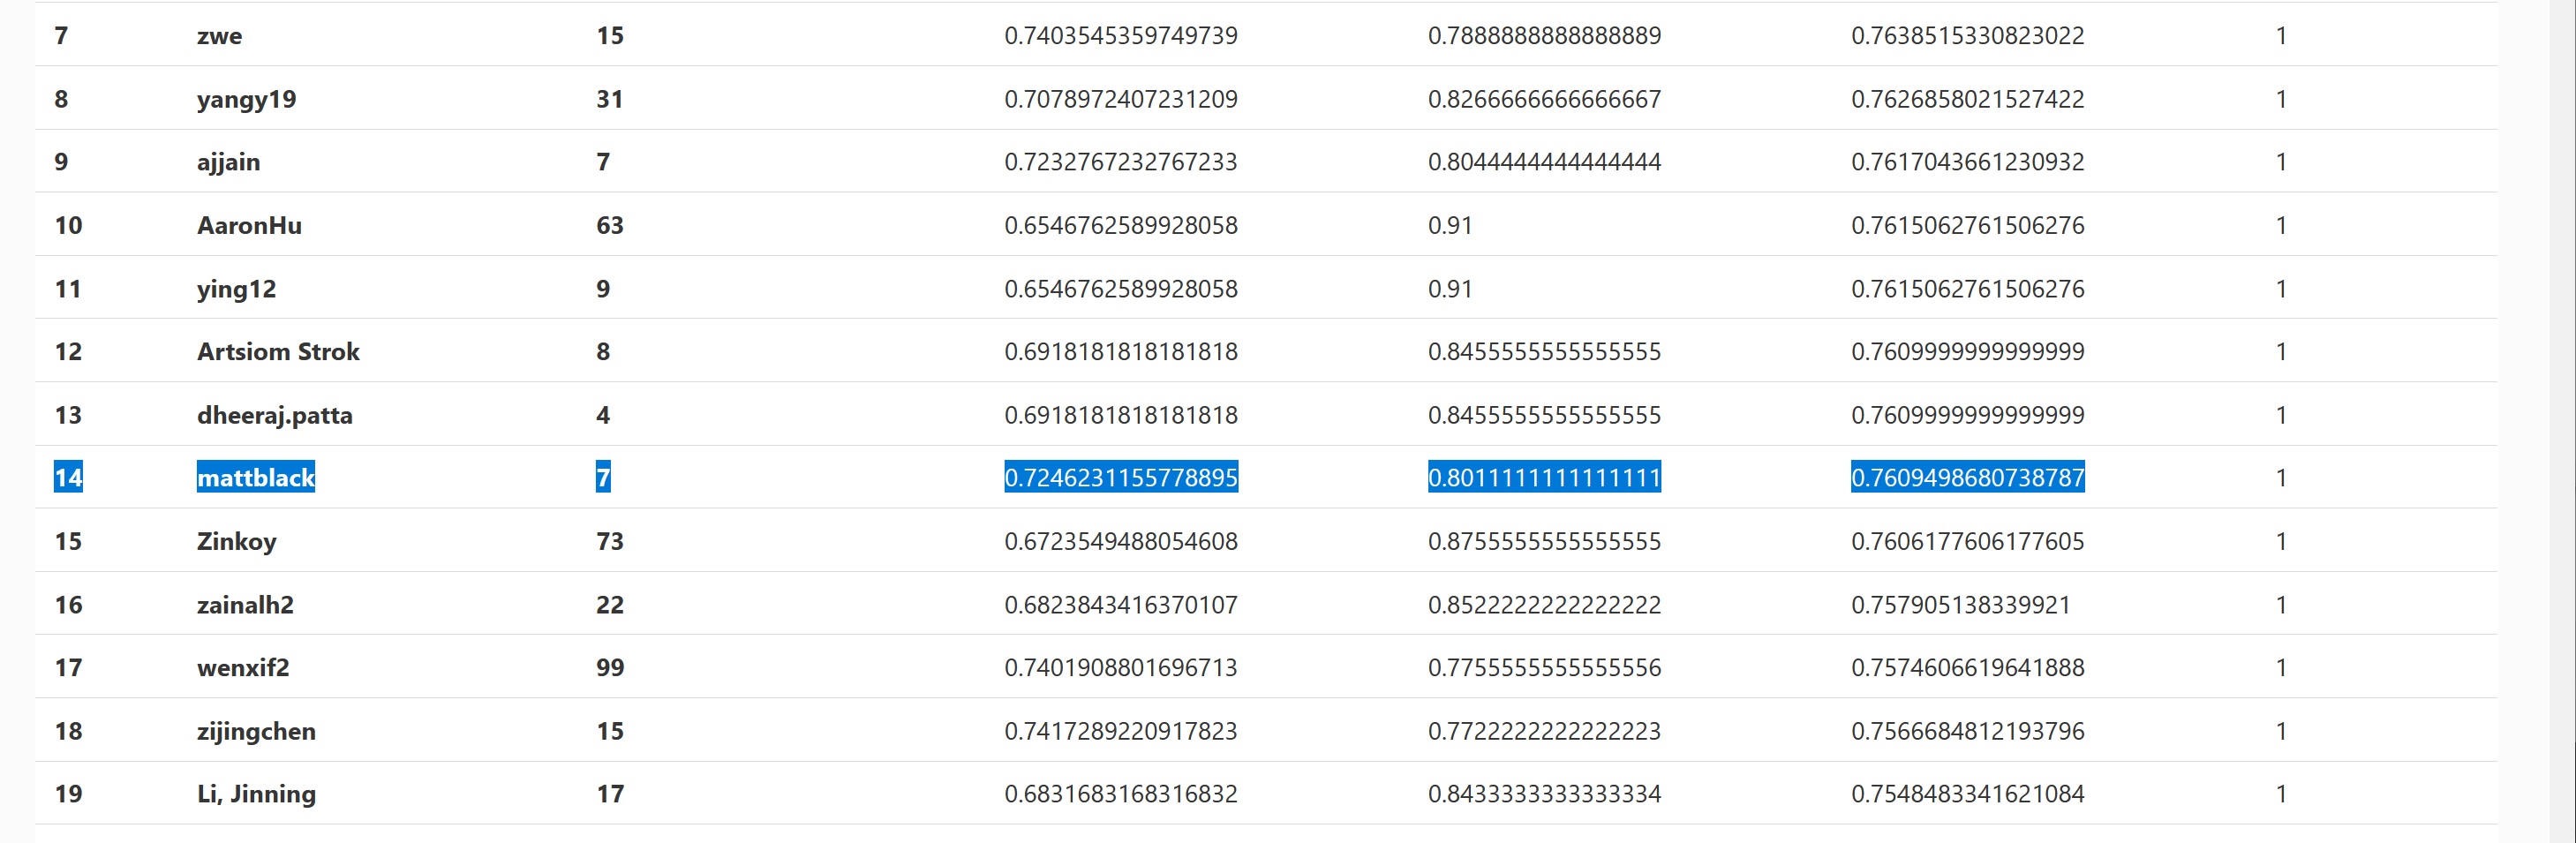 7 zwe 15 0.7403545359749739 0.7888888888888889 0.7638515330823022 1
8 yangy19 31 0.7078972407231209 0.8266666666666667 0.7626858021527422 1
9 ajjain 7 0.7232767232767233 0.8044444444444444 0.7617043661230932 1
10 AaronHu 63 0.6546762589928058 0.91 0.7615062761506276 1
11 ying12 9 0.6546762589928058 0.91 0.7615062761506276 1
12 Artsiom Strok 8 0.6918181818181818 0.8455555555555555 0.7609999999999999 1
13 dheeraj.patta 4 0.6918181818181818 0.8455555555555555 0.7609999999999999 1
14 mattblack 7 0.7246231155778895 0.8011111111111111 0.7609498680738787 1
15 Zinkoy 73 0.6723549488054608 0.8755555555555555 0.7606177606177605 1
16 zainalh2 22 0.6823843416370107 0.8522222222222222 0.757905138339921 1
17 wenxif2 99 0.7401908801696713 0.7755555555555556 0.7574606619641888 1
18 zijingchen 15 0.7417289220917823 0.7722222222222223 0.7566684812193796 1
19 Li, Jinning 17 0.6831683168316832 0.8433333333333334 0.7548483341621084 1